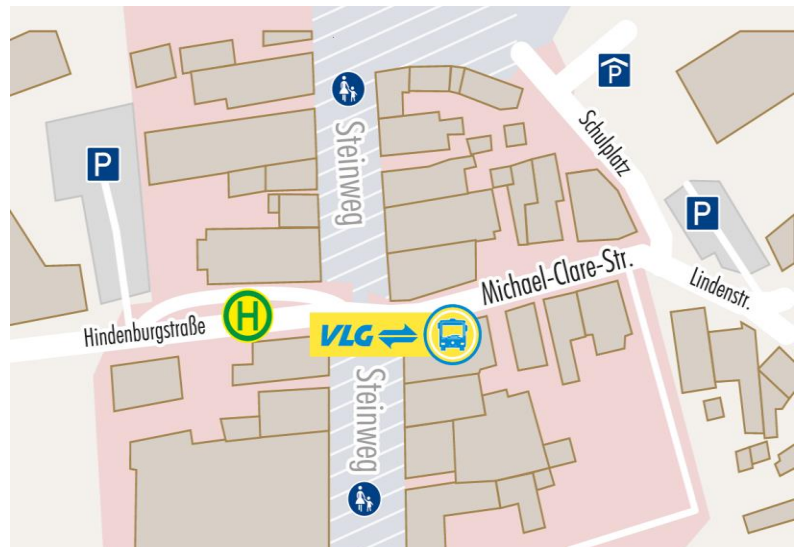 P
Steinweg
Schulplatz
P
P
Michael-Clare-Str.
Lindenstr.
Hindenburgstraße
H
VLG
Steinweg